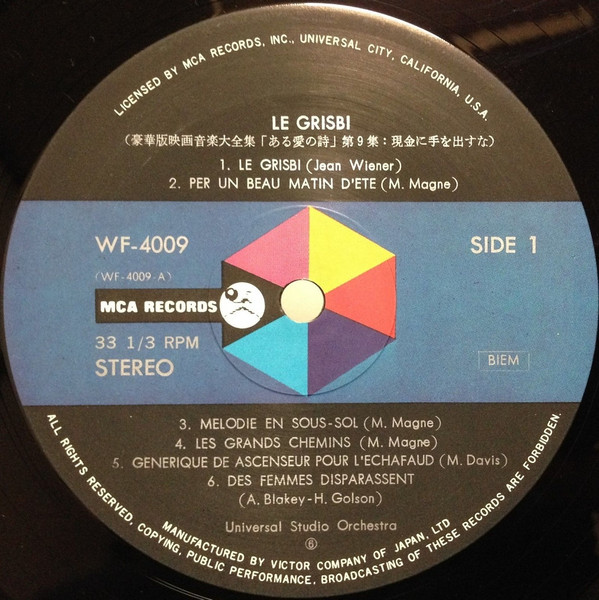 LICENSED BY MCA RECORDS, INC., UNIVERSAL CITY, CALIFORNIA, U.S.A.
LE GRISBI
(豪華版映画音楽大全集「ある愛の詩」第9集:現金に手を出すな)
1. LE GRISBI (Jean Wiener)
2. PER UN BEAU MATIN D'ETE (M. Magne)
WF-4009
SIDE 1
(WF-4009-A)
MCA RECORDS
33 1/3 RPM
STEREO
BIEM
3. MELODIE EN SOUS-SOL (M. Magne)
4. LES GRANDS CHEMINS (M. Magne)
5. GENERIQUE DE ASCENSEUR POUR L'ECHAFAUD (M. Davis)
6. DES FEMMES DISPARASSENT
(A. Blakey-H. Golson)
Universal Studio Orchestra
⑥
MANUFACTURED BY VICTOR COMPANY OF JAPAN, LTD
ALL RIGHTS RESERVED, COPYING, PUBLIC PERFORMANCE, BROADCASTING OF THESE RECORDS ARE FORBIDDEN.